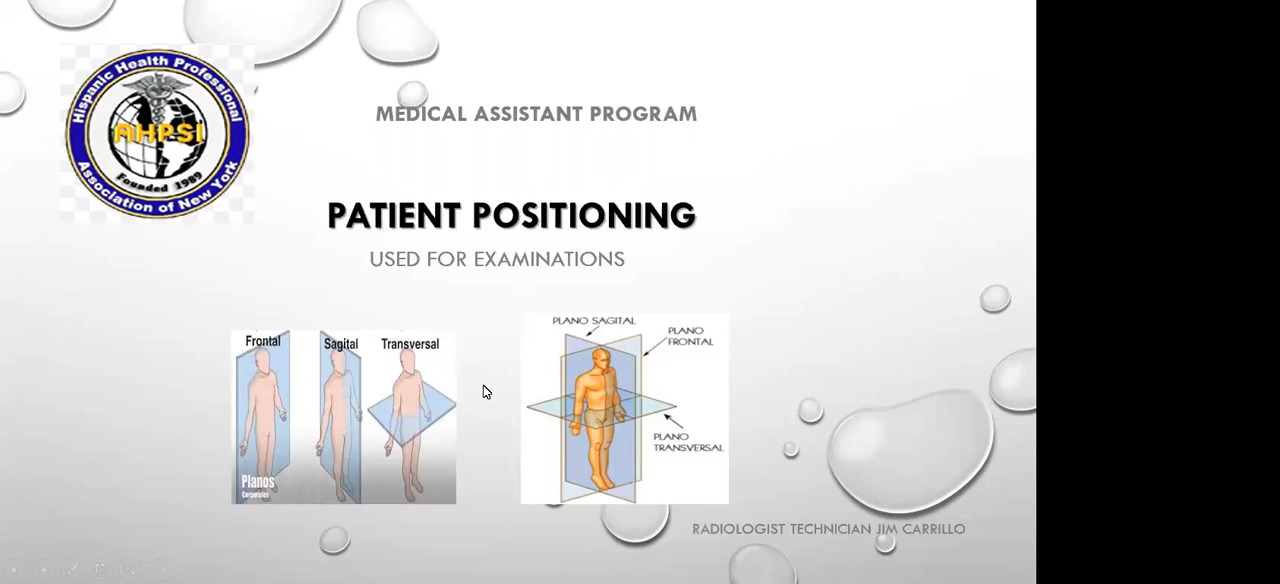 Hispanic Health Professional
AHPSI
Founded 1989
Association of New York
MEDICAL ASSISTANT PROGRAM
PATIENT POSITIONING
USED FOR EXAMINATIONS
Frontal
Sagital
Transversal
Planos
Corporales
PLANO SAGITAL
PLANO
FRONTAL
PLANO
TRANSVERSAL
RADIOLOGIST TECHNICIAN JIM CARRILLO